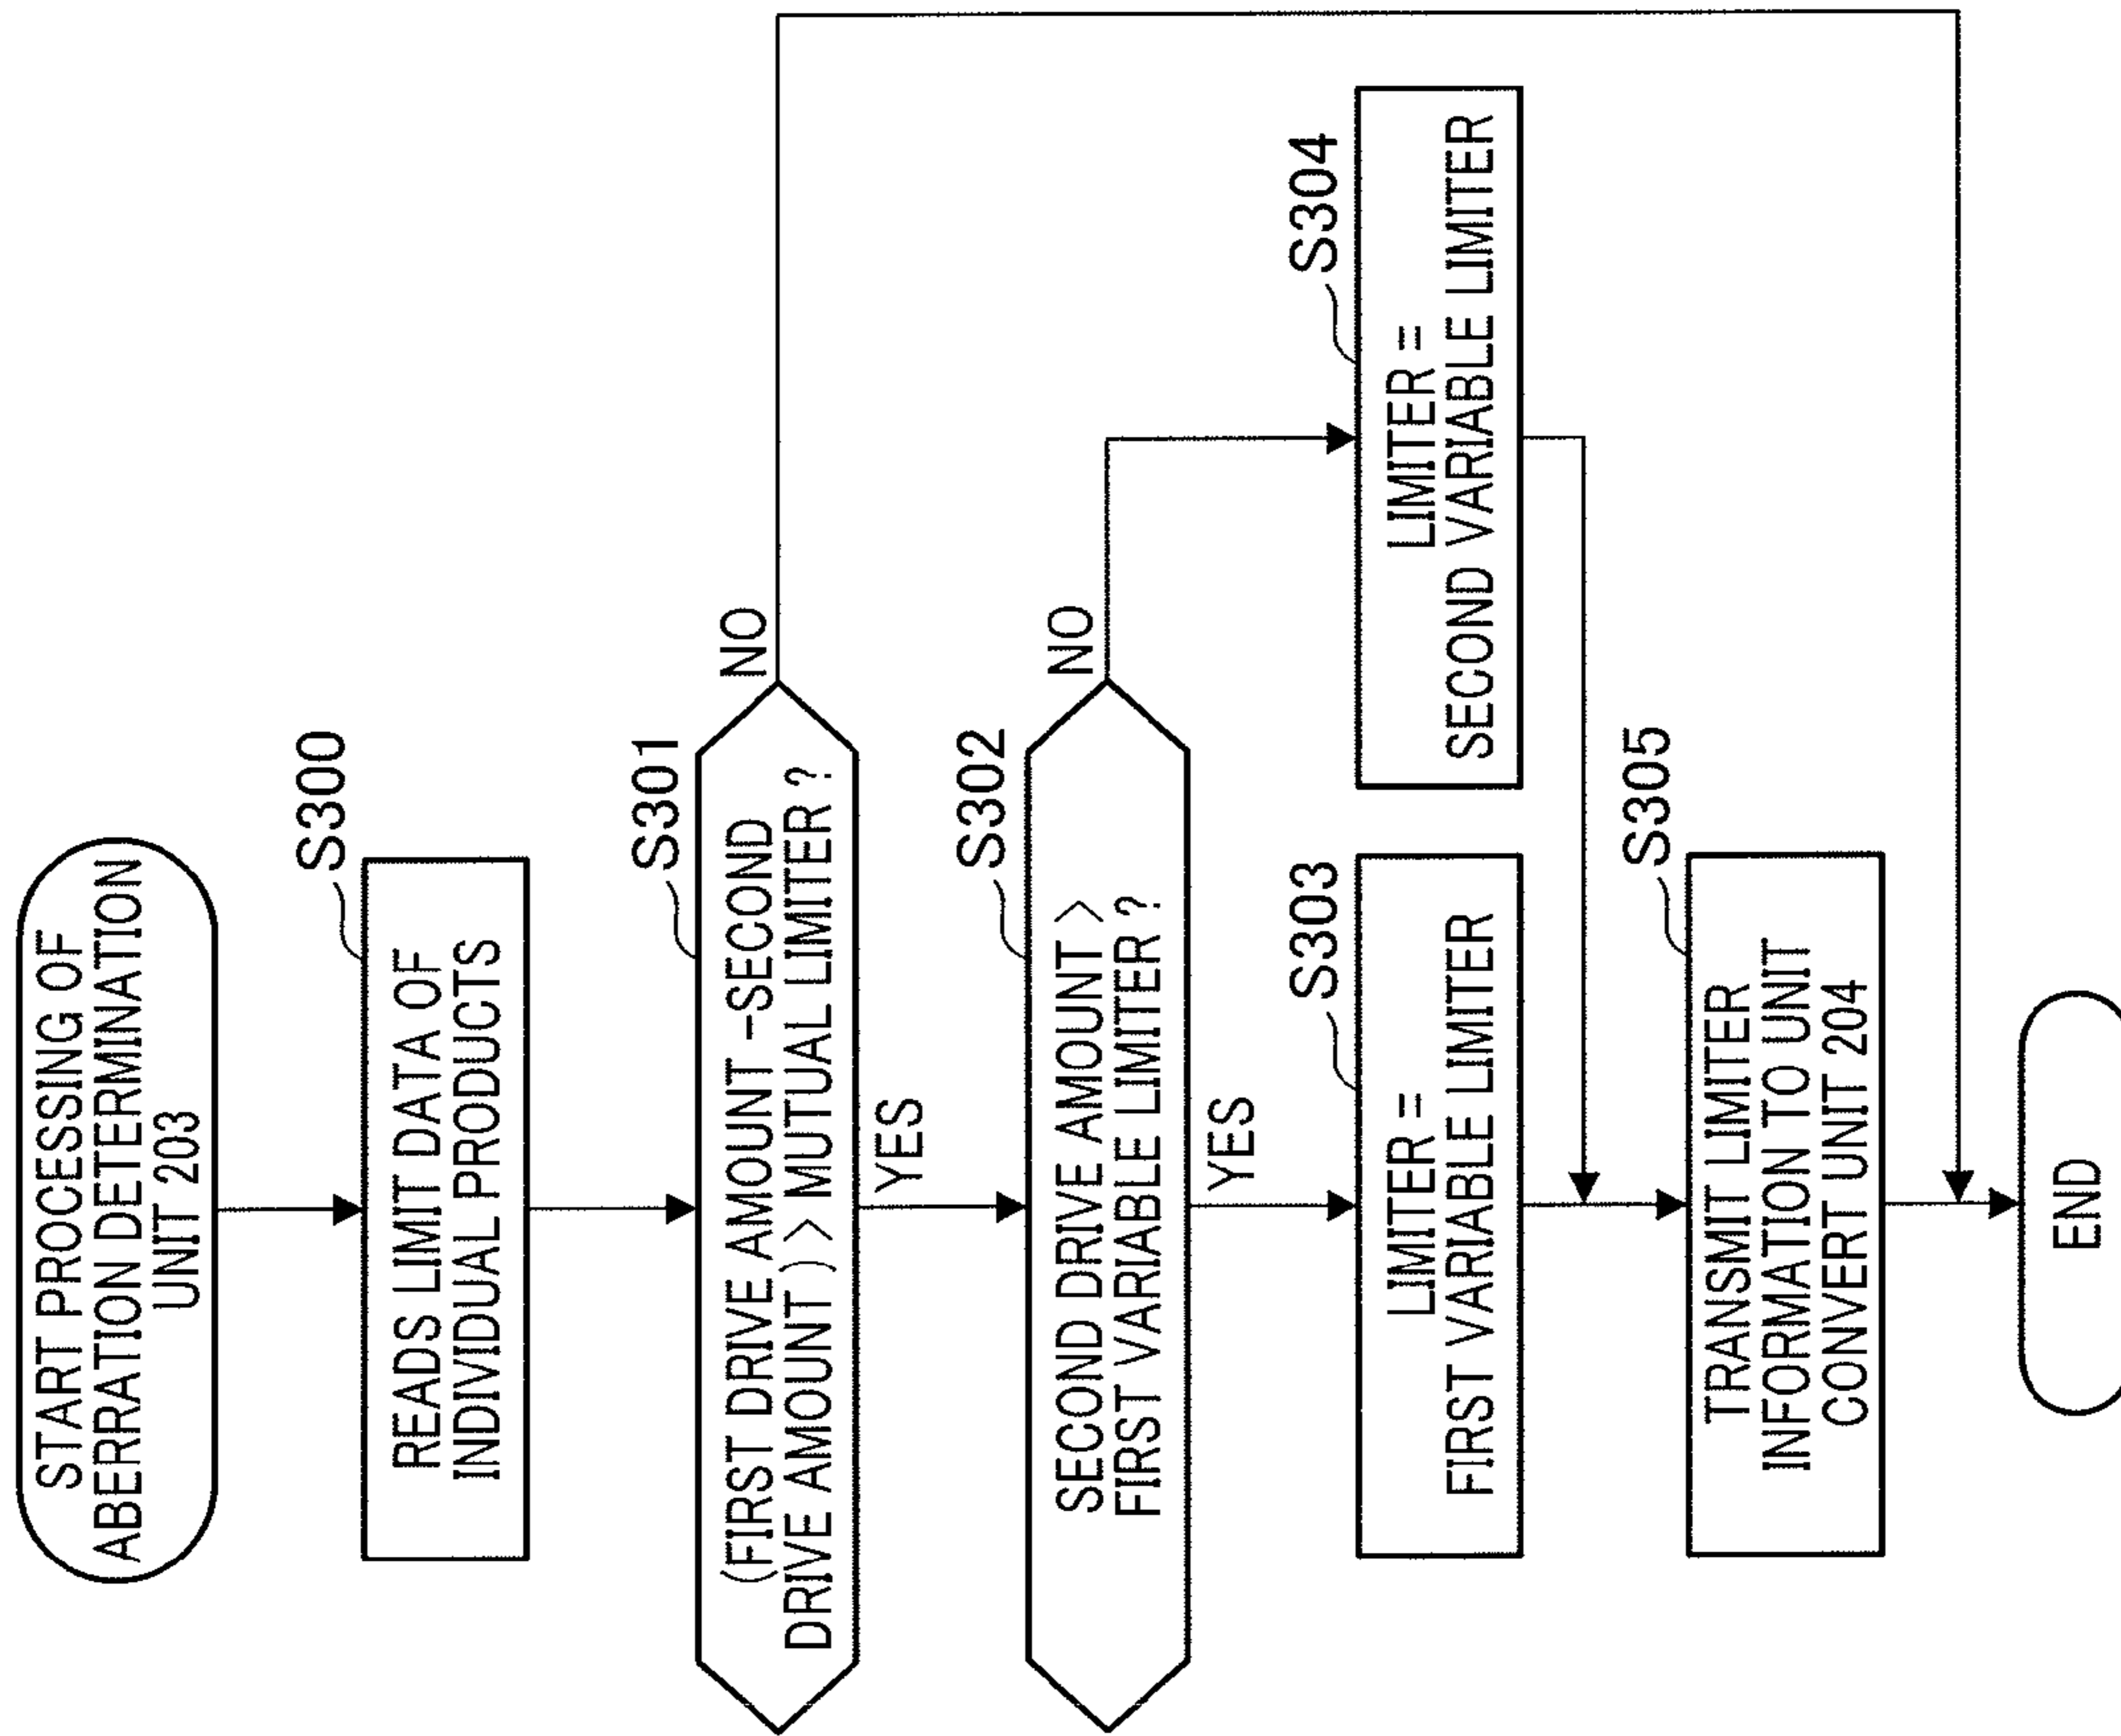 START PROCESSING OF
ABERRATION DETERMINATION
UNIT 203
S300
READS LIMIT DATA OF
INDIVIDUAL PRODUCTS
S301
(FIRST DRIVE AMOUNT -SECOND
DRIVE AMOUNT ) > MUTUAL LIMITER ?
NO
YES
S302
SECOND DRIVE AMOUNT >
FIRST VARIABLE LIMITER ?
NO
YES
S303
LIMITER =
FIRST VARIABLE LIMITER
S304
LIMITER =
SECOND VARIABLE LIMITER
S305
TRANSMIT LIMITER
INFORMATION TO UNIT
CONVERT UNIT 204
END